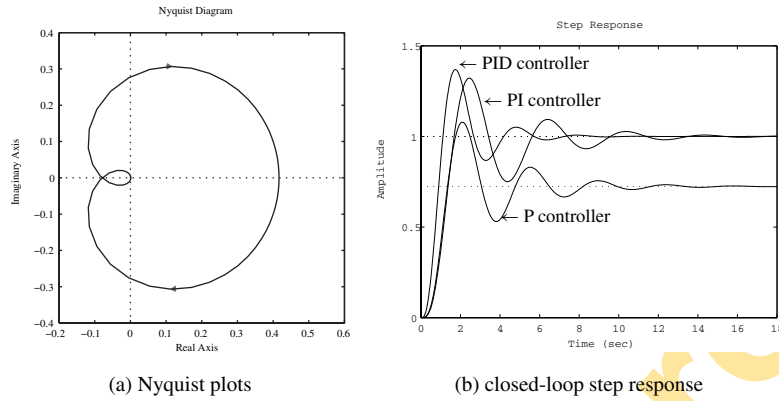 Nyquist Diagram
Imaginary Axis
0.4
0.3
0.2
0.1
0
−0.1
−0.2
−0.3
−0.4
−0.2 −0.1 0 0.1 0.2 0.3 0.4 0.5 0.6
Real Axis
(a) Nyquist plots
Step Response
Amplitude
1.5
1
0.5
0
← PID controller
← PI controller
← P controller
0 2 4 6 8 10 12 14 16 18
Time (sec)
(b) closed-loop step response